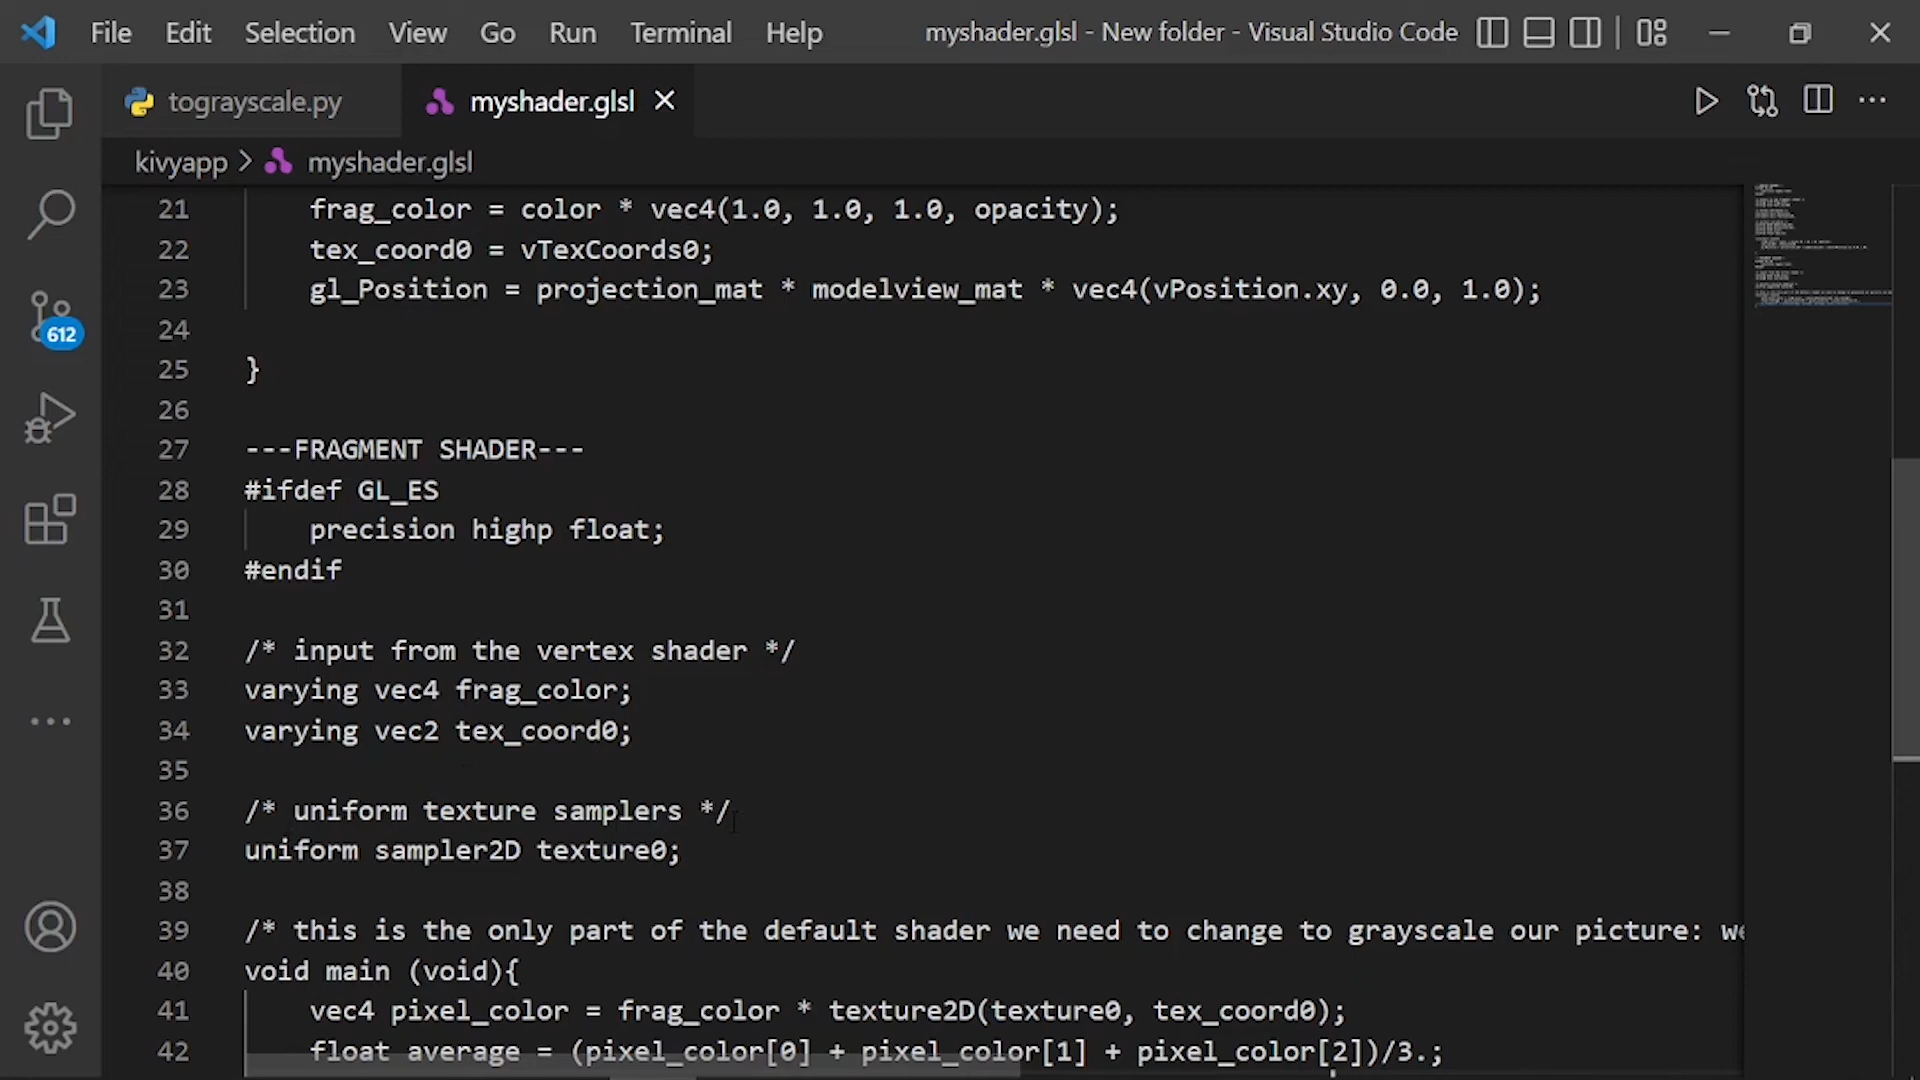 File Edit Selection View Go Run Terminal Help myshader.glsl - New folder - Visual Studio Code
tograyscale.py myshader.glsl
kivyapp > myshader.glsl
21 frag_color = color * vec4(1.0, 1.0, 1.0, opacity);
22 tex_coord0 = vTexCoords0;
23 gl_Position = projection_mat * modelview_mat * vec4(vPosition.xy, 0.0, 1.0);
24
25 }
26
27 ---FRAGMENT SHADER---
28 #ifdef GL_ES
29 precision highp float;
30 #endif
31
32 /* input from the vertex shader */
33 varying vec4 frag_color;
34 varying vec2 tex_coord0;
35
36 /* uniform texture samplers */
37 uniform sampler2D texture0;
38
39 /* this is the only part of the default shader we need to change to grayscale our picture: we
40 void main (void){
41 vec4 pixel_color = frag_color * texture2D(texture0, tex_coord0);
42 float average = (pixel_color[0] + pixel_color[1] + pixel_color[2])/3.;
612